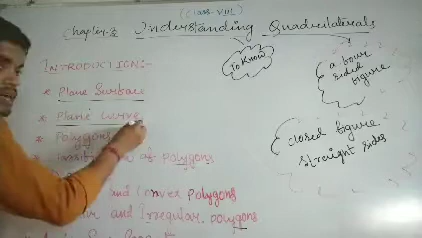 (Class-VIII)
Chapter-3 Understanding Quadrilaterals
to know
a four
sided
figure
INTRODUCTION:-
* Plane Surface
* Plane curve
* Polygons
of polygons
closed figure
straight sides
and Convex Polygons
and Irregular polygons